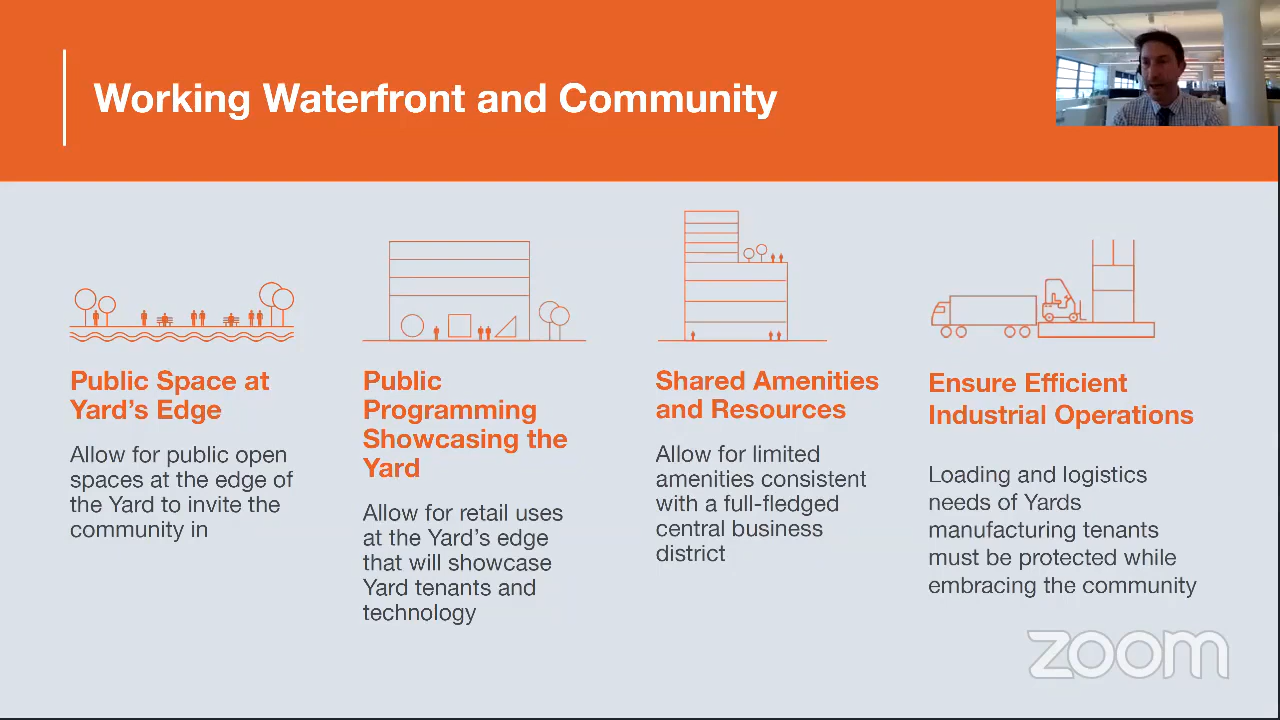 Working Waterfront and Community
Public Space at
Yard's Edge
Allow for public open
spaces at the edge of
the Yard to invite the
community in
Public
Programming
Showcasing the
Yard
Allow for retail uses
at the Yard's edge
that will showcase
Yard tenants and
technology
Shared Amenities
and Resources
Allow for limited
amenities consistent
with a full-fledged
central business
district
Ensure Efficient
Industrial Operations
Loading and logistics
needs of Yards
manufacturing tenants
must be protected while
embracing the community
zoom